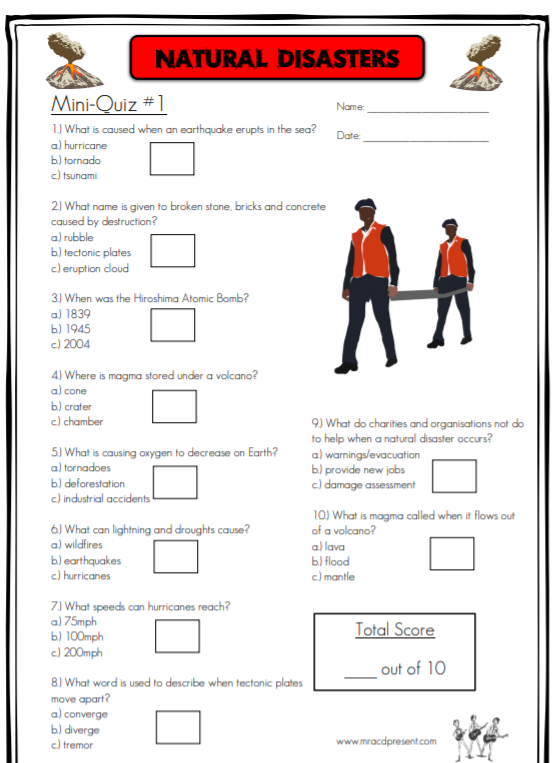 NATURAL DISASTERS
Mini-Quiz #1
Name: ____________________
Date: ____________________
1.) What is caused when an earthquake erupts in the sea?
a.) hurricane
b.) tornado
c.) tsunami
2.) What name is given to broken stone, bricks and concrete
caused by destruction?
a.) rubble
b.) tectonic plates
c.) eruption cloud
3.) When was the Hiroshima Atomic Bomb?
a.) 1839
b.) 1945
c.) 2004
4.) Where is magma stored under a volcano?
a.) cone
b.) crater
c.) chamber
5.) What is causing oxygen to decrease on Earth?
a.) tornadoes
b.) deforestation
c.) industrial accidents
6.) What can lightning and droughts cause?
a.) wildfires
b.) earthquakes
c.) hurricanes
7.) What speeds can hurricanes reach?
a.) 75mph
b.) 100mph
c.) 200mph
8.) What word is used to describe when tectonic plates
move apart?
a.) converge
b.) diverge
c.) tremor
9.) What do charities and organisations not do
to help when a natural disaster occurs?
a.) warnings/evacuation
b.) provide new jobs
c.) damage assessment
10.) What is magma called when it flows out
of a volcano?
a.) lava
b.) flood
c.) mantle
Total Score
____ out of 10
www.mracdpresent.com